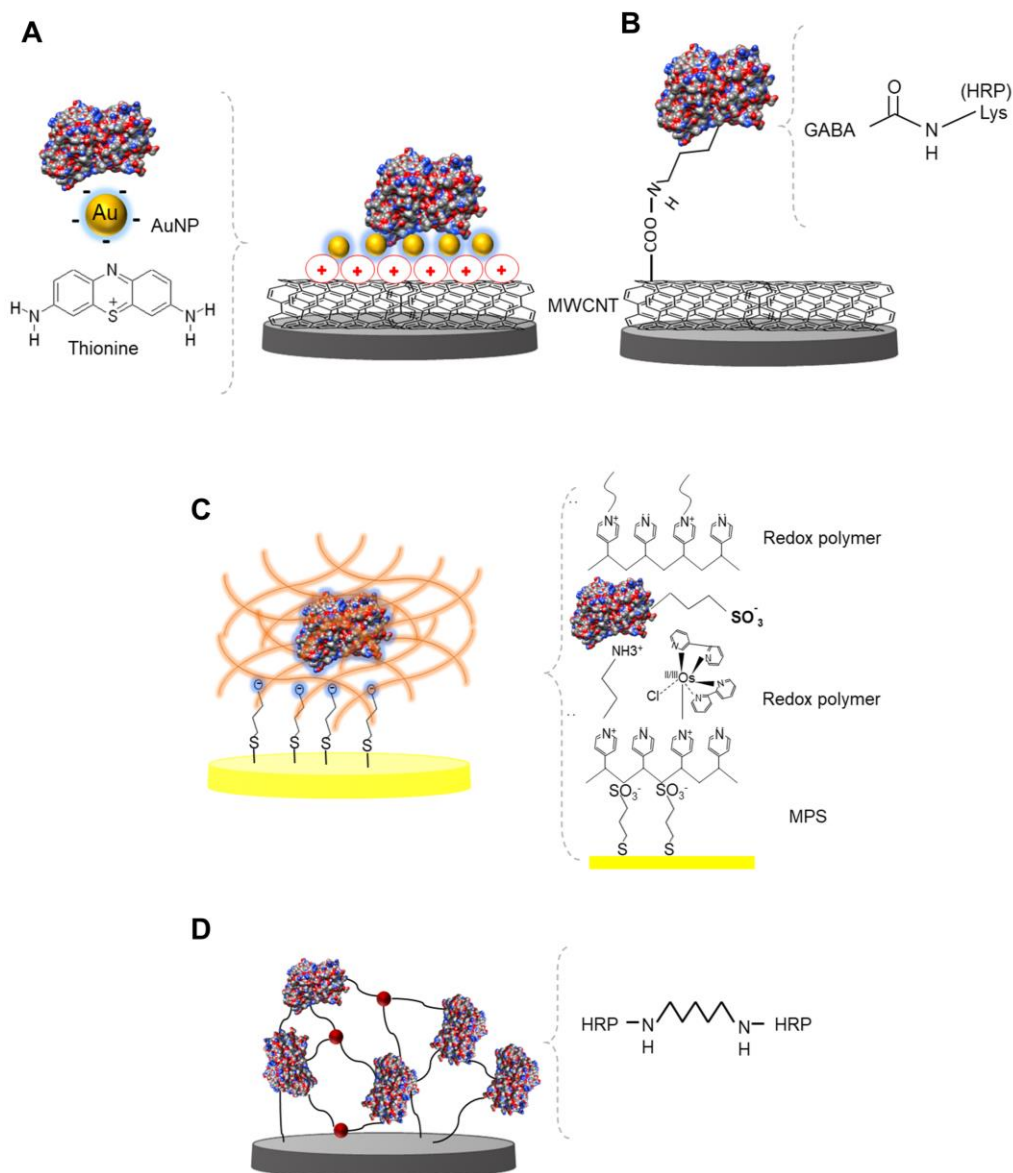 A
Au
AuNP
N
H-N
H
S
+
N-H
H
Thionine
+ + + + + +
MWCNT
B
N
H
COO
GABA
O
N
H
(HRP)
Lys
C
- - - -
S S S S
N+ N N+ N
Redox polymer
SO3-
NH3+
II/III Os
N
N
N
N
Cl
Redox polymer
N+ N N+ N
SO3- SO3-
MPS
S S
D
HRP N N HRP
H H